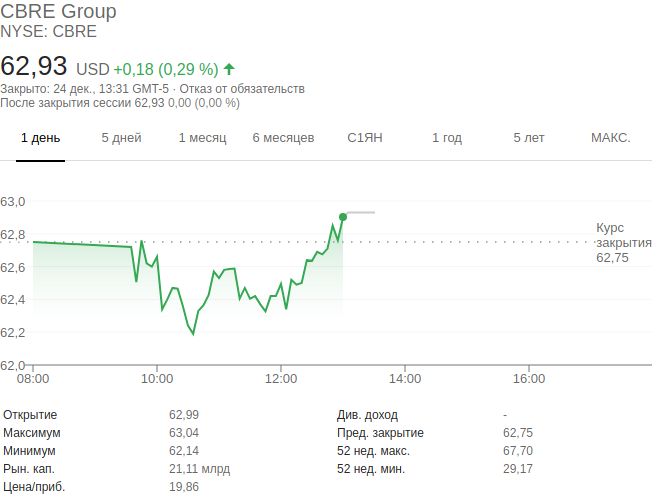 CBRE Group
NYSE: CBRE
62,93 USD +0,18 (0,29 %)
Закрыто: 24 дек., 13:31 GMT-5 · Отказ от обязательств
После закрытия сессии 62,93 0,00 (0,00 %)
1 день 5 дней 1 месяц 6 месяцев С1ЯН 1 год 5 лет МАКС.
63,0
62,8
62,6
62,4
62,2
62,0
Курс
закрытия
62,75
08:00 10:00 12:00 14:00 16:00
Открытие 62,99 Див. доход -
Максимум 63,04 Пред. закрытие 62,75
Минимум 62,14 52 нед. макс. 67,70
Рын. кап. 21,11 млрд 52 нед. мин. 29,17
Цена/приб. 19,86